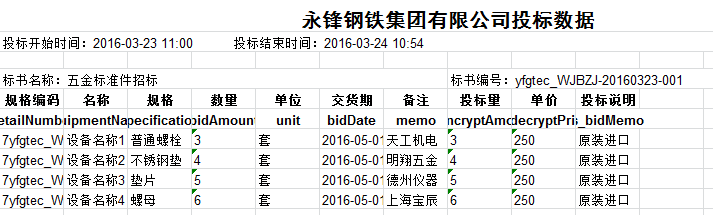 永锋钢铁集团有限公司投标数据
投标开始时间：2016-03-23 11:00 投标结束时间：2016-03-24 10:54
标书名称：五金标准件招标 标书编号：yfgtec_WJBZJ-20160323-001
规格编码 名称 规格 数量 单位 交货期 备注 投标量 单价 投标说明
etailNumb ipmentNa pecificatio bidAmount unit bidDate memo ncryptAmo decryptPris _bidMemo
7yfgtec_W 设备名称1 普通螺栓 3 套 2016-05-01 天工机电 3 250 原装进口
7yfgtec_W 设备名称2 不锈钢垫 4 套 2016-05-01 明翔五金 4 250 原装进口
7yfgtec_W 设备名称3 垫片 5 套 2016-05-01 德州仪器 5 250 原装进口
7yfgtec_W 设备名称4 螺母 6 套 2016-05-01 上海宝辰 6 250 原装进口